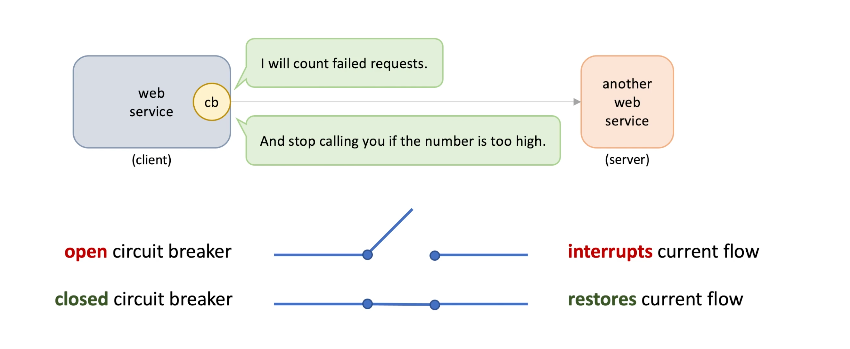 I will count failed requests.
web
service
cb
another
web
service
And stop calling you if the number is too high.
(client)
(server)
open circuit breaker
interrupts current flow
closed circuit breaker
restores current flow